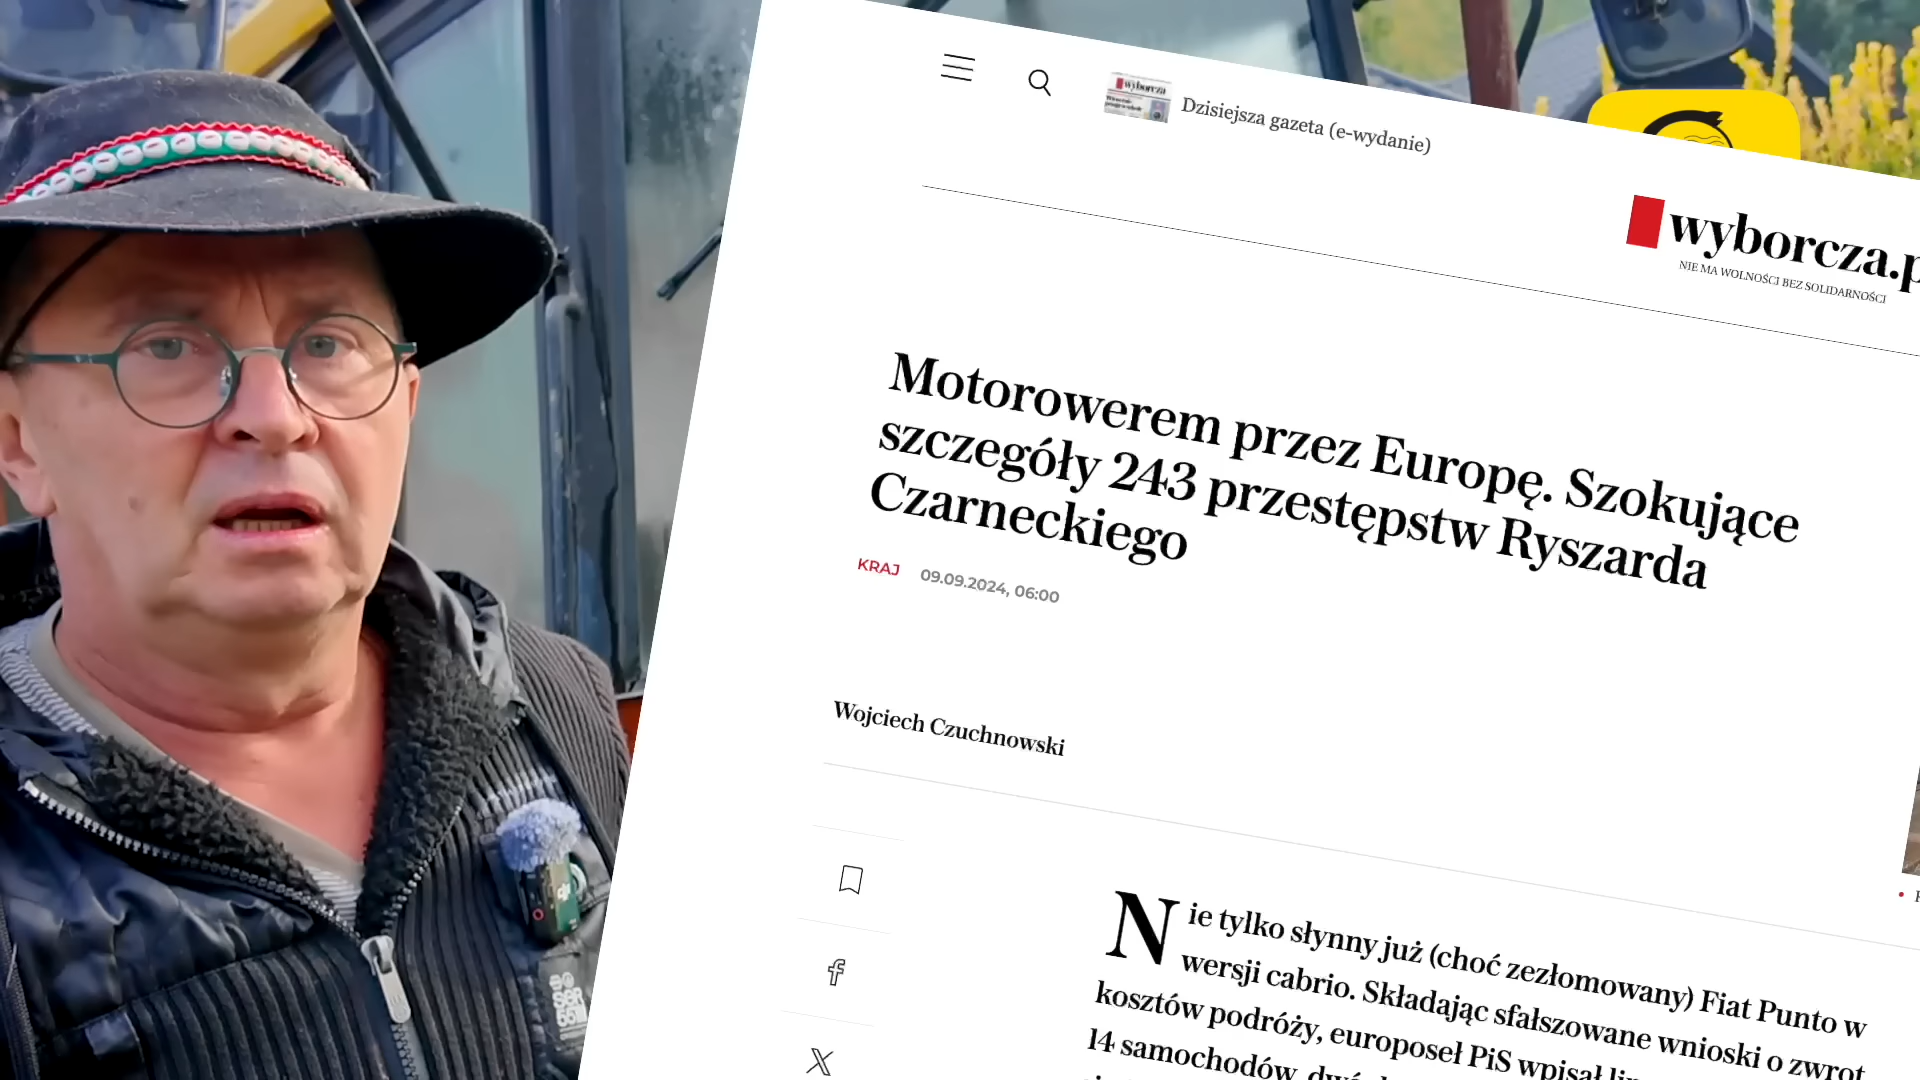 wyborcza
Dzisiejsza gazeta (e-wydanie)
wyborcza.p
NIE MA WOLNOŚCI BEZ SOLIDARNOŚCI
Motorowerem przez Europę. Szokujące
szczegóły 243 przestępstw Ryszarda
Czarneckiego
KRAJ 09.09.2024, 06:00
Wojciech Czuchnowski
Nie tylko słynny już (choć zezłomowany) Fiat Punto w
wersji cabrio. Składając sfałszowane wnioski o zwrot
kosztów podróży, europoseł PiS wpisał
14 samochodów,
dji